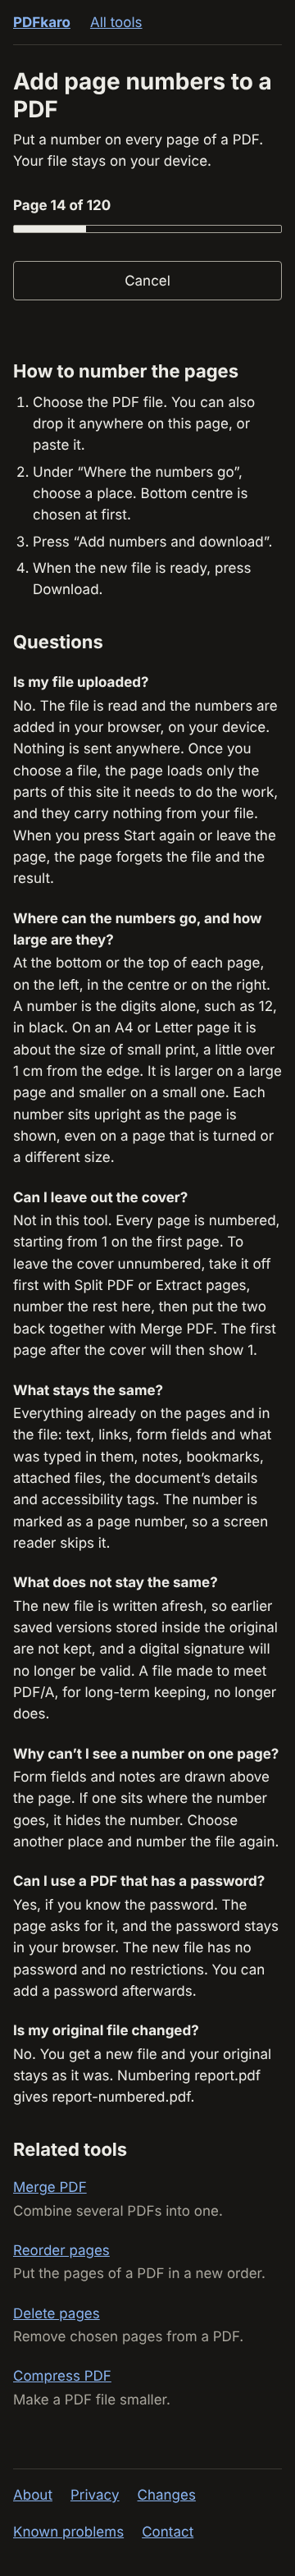 PDFkaro All tools
Add page numbers to a
PDF
Put a number on every page of a PDF.
Your file stays on your device.
Page 14 of 120
Cancel
How to number the pages
1. Choose the PDF file. You can also
drop it anywhere on this page, or
paste it.
2. Under “Where the numbers go”,
choose a place. Bottom centre is
chosen at first.
3. Press “Add numbers and download”.
4. When the new file is ready, press
Download.
Questions
Is my file uploaded?
No. The file is read and the numbers are
added in your browser, on your device.
Nothing is sent anywhere. Once you
choose a file, the page loads only the
parts of this site it needs to do the work,
and they carry nothing from your file.
When you press Start again or leave the
page, the page forgets the file and the
result.
Where can the numbers go, and how
large are they?
At the bottom or the top of each page,
on the left, in the centre or on the right.
A number is the digits alone, such as 12,
in black. On an A4 or Letter page it is
about the size of small print, a little over
1 cm from the edge. It is larger on a large
page and smaller on a small one. Each
number sits upright as the page is
shown, even on a page that is turned or
a different size.
Can I leave out the cover?
Not in this tool. Every page is numbered,
starting from 1 on the first page. To
leave the cover unnumbered, take it off
first with Split PDF or Extract pages,
number the rest here, then put the two
back together with Merge PDF. The first
page after the cover will then show 1.
What stays the same?
Everything already on the pages and in
the file: text, links, form fields and what
was typed in them, notes, bookmarks,
attached files, the document’s details
and accessibility tags. The number is
marked as a page number, so a screen
reader skips it.
What does not stay the same?
The new file is written afresh, so earlier
saved versions stored inside the original
are not kept, and a digital signature will
no longer be valid. A file made to meet
PDF/A, for long-term keeping, no longer
does.
Why can’t I see a number on one page?
Form fields and notes are drawn above
the page. If one sits where the number
goes, it hides the number. Choose
another place and number the file again.
Can I use a PDF that has a password?
Yes, if you know the password. The
page asks for it, and the password stays
in your browser. The new file has no
password and no restrictions. You can
add a password afterwards.
Is my original file changed?
No. You get a new file and your original
stays as it was. Numbering report.pdf
gives report-numbered.pdf.
Related tools
Merge PDF
Combine several PDFs into one.
Reorder pages
Put the pages of a PDF in a new order.
Delete pages
Remove chosen pages from a PDF.
Compress PDF
Make a PDF file smaller.
About Privacy Changes
Known problems Contact